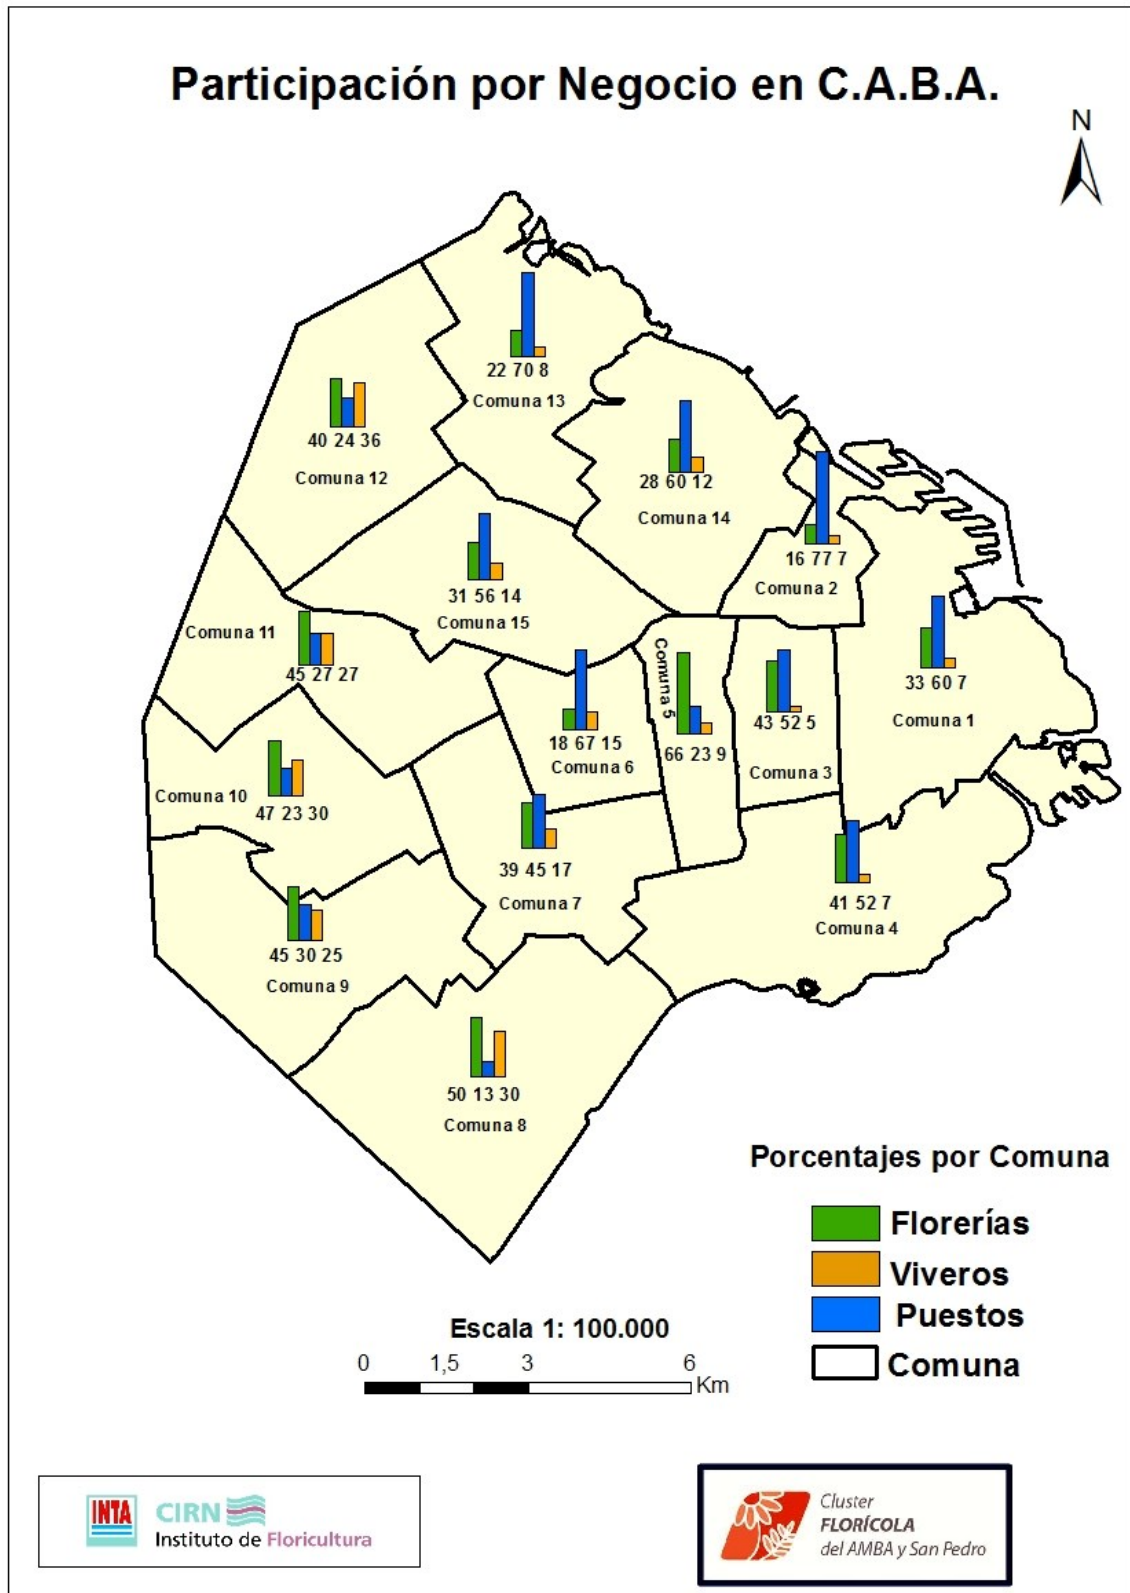 Participación por Negocio en C.A.B.A.
N
22 70 8
Comuna 13
40 24 36
Comuna 12
28 60 12
Comuna 14
16 77 7
Comuna 2
31 56 14
Comuna 15
Comuna 11
45 27 27
Comuna 5
66 23 9
43 52 5
Comuna 3
33 60 7
Comuna 1
18 67 15
Comuna 6
Comuna 10
47 23 30
39 45 17
Comuna 7
41 52 7
Comuna 4
45 30 25
Comuna 9
50 13 30
Comuna 8
Porcentajes por Comuna
Florerías
Viveros
Puestos
Comuna
Escala 1: 100.000
0 1,5 3 6
Km
INTA
CIRN
Instituto de Floricultura
Cluster
FLORÍCOLA
del AMBA y San Pedro